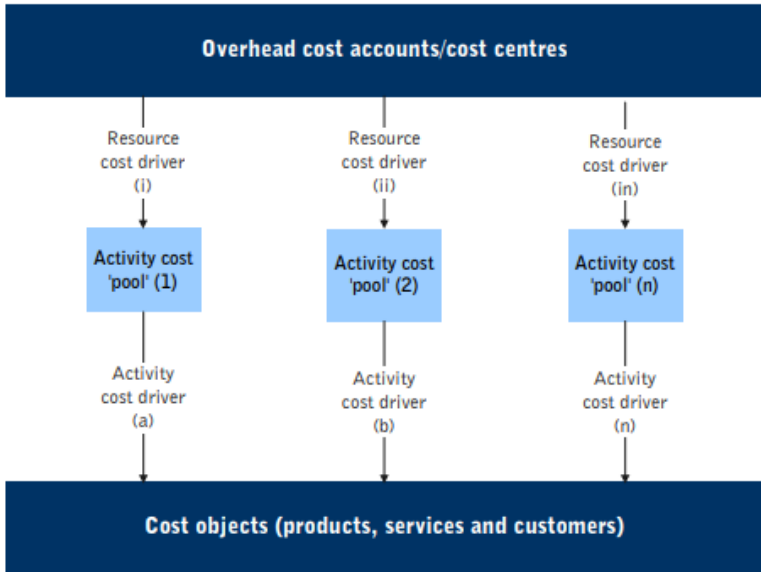 Overhead cost accounts/cost centres
Resource
cost driver
(i)
Resource
cost driver
(ii)
Resource
cost driver
(in)
Activity cost
'pool' (1)
Activity cost
'pool' (2)
Activity cost
'pool' (n)
Activity
cost driver
(a)
Activity
cost driver
(b)
Activity
cost driver
(n)
Cost objects (products, services and customers)